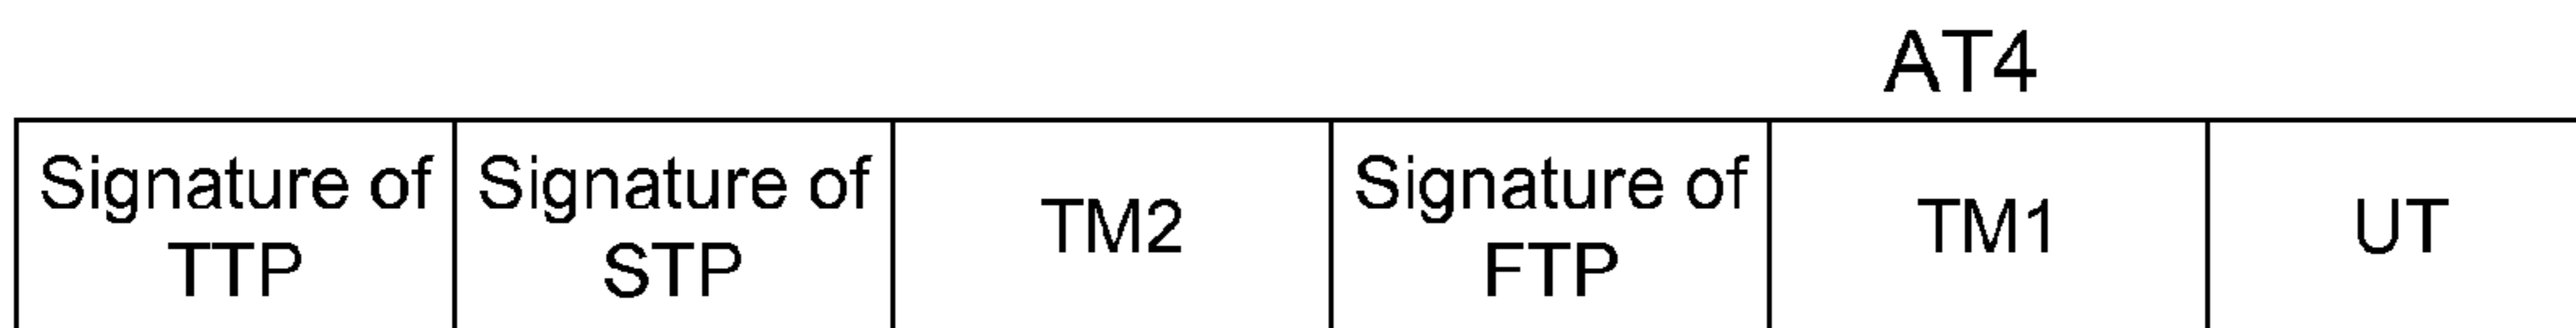 AT4
Signature of
TTP
Signature of
STP
TM2
Signature of
FTP
TM1
UT